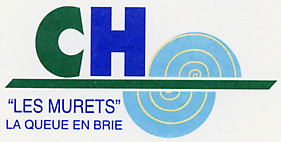 CH
"LES MURETS"
LA QUEUE EN BRIE